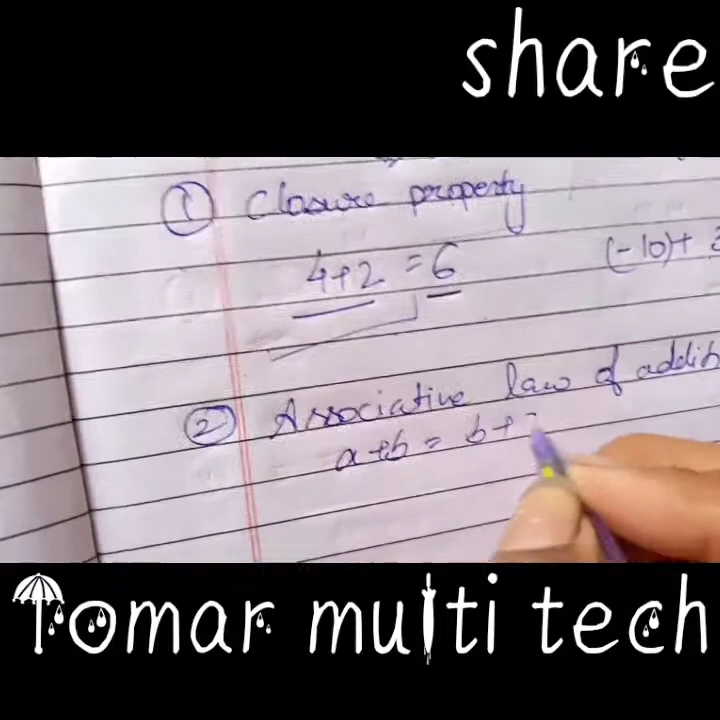 share
① Closure property
4+2 = 6
(-10)+
② Associative law of additi
a+b = b+
Tomar multi tech